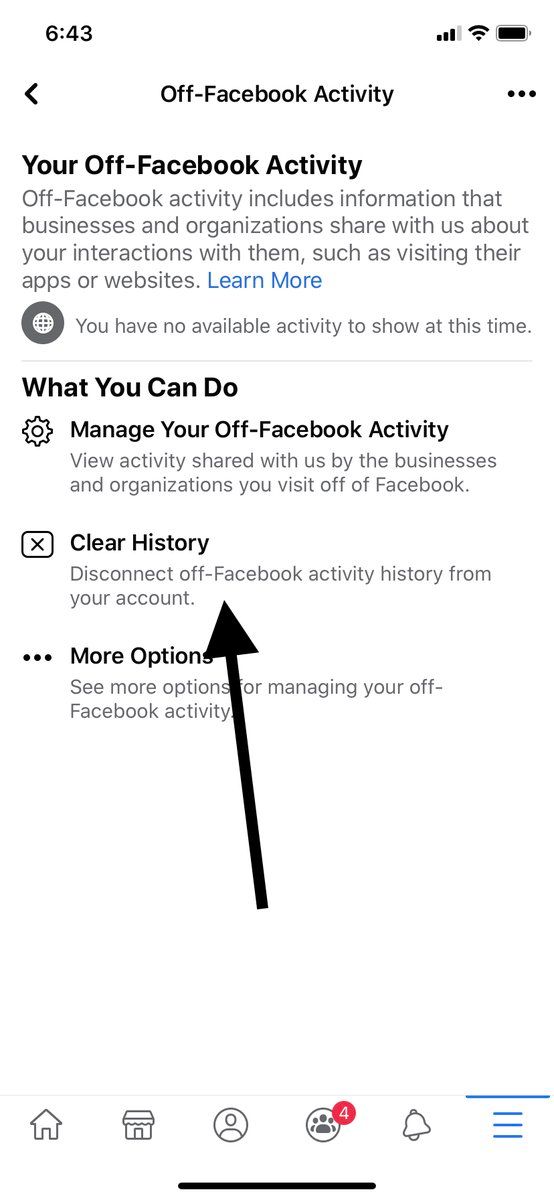 6:43
Off-Facebook Activity
Your Off-Facebook Activity
Off-Facebook activity includes information that
businesses and organizations share with us about
your interactions with them, such as visiting their
apps or websites. Learn More
You have no available activity to show at this time.
What You Can Do
Manage Your Off-Facebook Activity
View activity shared with us by the businesses
and organizations you visit off of Facebook.
Clear History
Disconnect off-Facebook activity history from
your account.
More Options
See more options for managing your off-
Facebook activity.
4